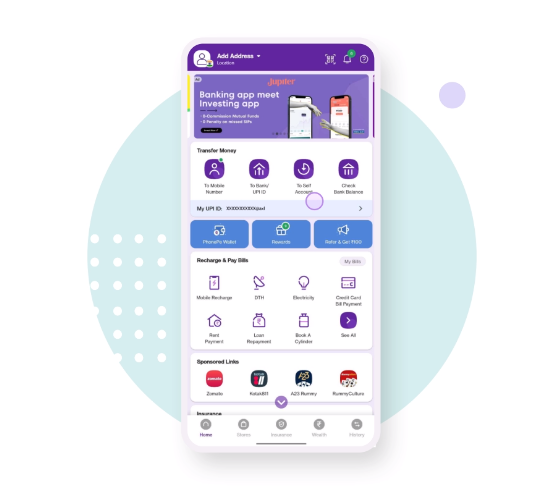 Add Address
Location
Jupiter
Banking app meet
Investing app
- 0-Commission Mutual Funds
- 0 Penalty on missed SIPs
Transfer Money
To Mobile
Number
To Bank/
UPI ID
To Self
Account
Check
Bank Balance
My UPI ID:
PhonePe Wallet
Rewards
Refer & Get ₹100
Recharge & Pay Bills
My Bills
Mobile Recharge
DTH
Electricity
Credit Card
Bill Payment
Rent
Payment
Loan
Repayment
Book A
Cylinder
See All
Sponsored Links
zomato
A23
Zomato
Kotak811
A23 Rummy
RummyCulture
Insurance
Home
Stores
Insurance
Wealth
History